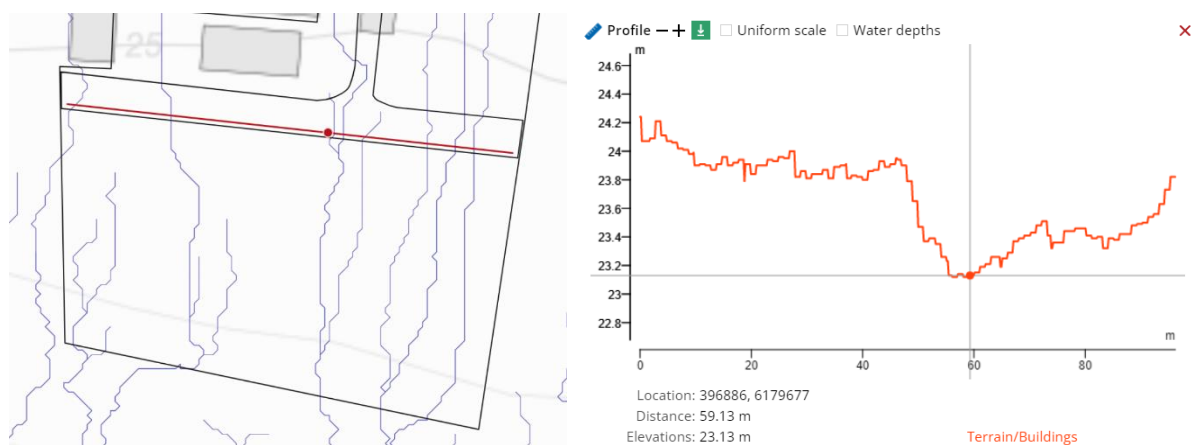 25
Profile
Uniform scale
Water depths
m
24.6
24.4
24.2
24
23.8
23.6
23.4
23.2
23
22.8
m
0
20
40
60
80
Location: 396886, 6179677
Distance: 59.13 m
Elevations: 23.13 m
Terrain/Buildings